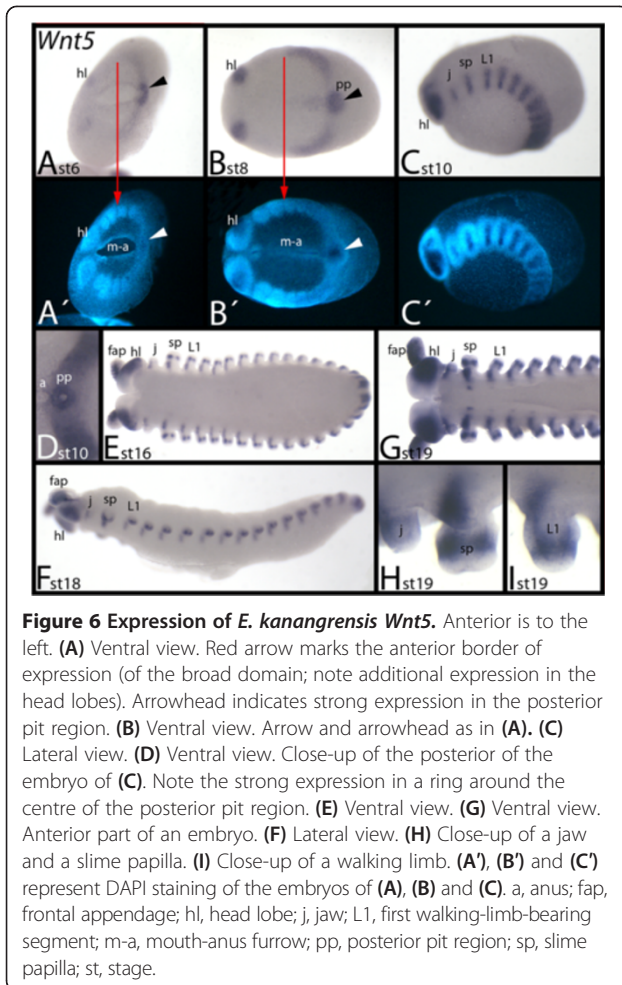 Wnt5
hl
A st6
hl
pp
B st8
j
sp
L1
hl
C st10
hl
m-a
A´
hl
m-a
B´
C´
a
pp
D st10
fap
hl
j
sp
L1
E st16
fap
hl
j
sp
L1
G st19
fap
j
sp
L1
hl
F st18
j
sp
H st19
L1
I st19
Figure 6 Expression of E. kanangrensis Wnt5. Anterior is to the
left. (A) Ventral view. Red arrow marks the anterior border of
expression (of the broad domain; note additional expression in the
head lobes). Arrowhead indicates strong expression in the posterior
pit region. (B) Ventral view. Arrow and arrowhead as in (A). (C)
Lateral view. (D) Ventral view. Close-up of the posterior of the
embryo of (C). Note the strong expression in a ring around the
centre of the posterior pit region. (E) Ventral view. (G) Ventral view.
Anterior part of an embryo. (F) Lateral view. (H) Close-up of a jaw
and a slime papilla. (I) Close-up of a walking limb. (A’), (B’) and (C’)
represent DAPI staining of the embryos of (A), (B) and (C). a, anus; fap,
frontal appendage; hl, head lobe; j, jaw; L1, first walking-limb-bearing
segment; m-a, mouth-anus furrow; pp, posterior pit region; sp, slime
papilla; st, stage.